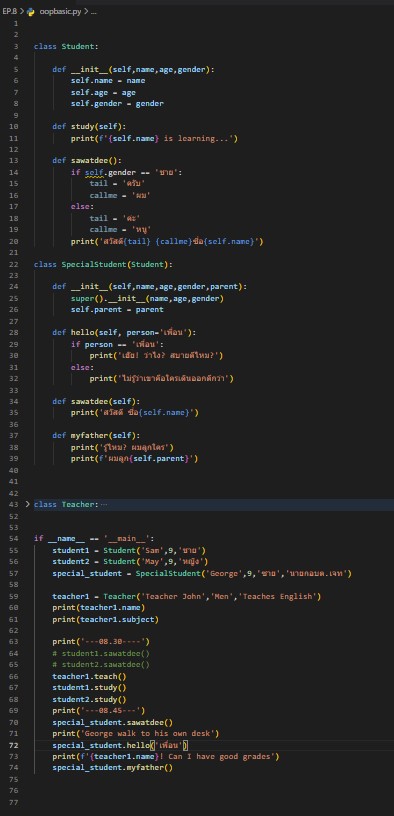 EP.8 > oopbasic.py > ...
1
2
3 class Student:
4
5     def __init__(self,name,age,gender):
6         self.name = name
7         self.age = age
8         self.gender = gender
9
10     def study(self):
11         print(f'{self.name} is learning...')
12
13     def sawatdee():
14         if self.gender == 'ชาย':
15             tail = 'ครับ'
16             callme = 'ผม'
17         else:
18             tail = 'ค่ะ'
19             callme = 'หนู'
20         print('สวัสดี{tail} {callme}ชื่อ{self.name}')
21
22 class SpecialStudent(Student):
23
24     def __init__(self,name,age,gender,parent):
25         super().__init__(name,age,gender)
26         self.parent = parent
27
28     def hello(self, person='เพื่อน'):
29         if person == 'เพื่อน':
30             print('เฮ้ย! ว่าไง? สบายดีไหม?')
31         else:
32             print('ไม่รู้ว่าเขาคือใครเดินออกดีกว่า')
33
34     def sawatdee(self):
35         print('สวัสดี ชื่อ{self.name}')
36
37     def myfather():
38         print('รู้ไหม? ผมลูกใคร')
39         print(f'ผมลูก{self.parent}')
40
41
42
43 > class Teacher: ...
52
53
54 if __name__ == '__main__':
55     student1 = Student('Sam',9,'ชาย')
56     student2 = Student('May',9,'หญิง')
57     special_student = SpecialStudent('George',9,'ชาย','นายกอบต.เจท')
58
59     teacher1 = Teacher('Teacher John','Men','Teaches English')
60     print(teacher1.name)
61     print(teacher1.subject)
62
63     print('---08.30----')
64     # student1.sawatdee()
65     # student2.sawatdee()
66     teacher1.teach()
67     student1.study()
68     student2.study()
69     print('---08.45---')
70     special_student.sawatdee()
71     print('George walk to his own desk')
72     special_student.hello('เพื่อน')
73     print(f'{teacher1.name}! Can I have good grades')
74     special_student.myfather()
75
76
77